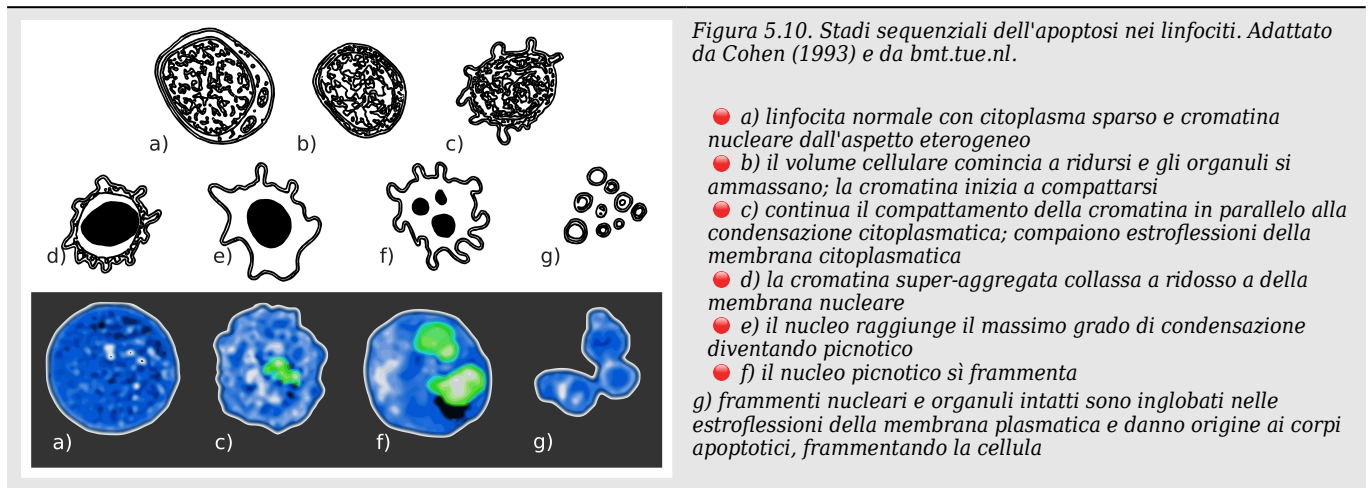 a)
b)
c)
d)
e)
f)
g)
a)
c)
f)
g)
Figura 5.10. Stadi sequenziali dell'apoptosi nei linfociti. Adattato
da Cohen (1993) e da bmt.tue.nl.
a) linfocita normale con citoplasma sparso e cromatina
nucleare dall'aspetto eterogeneo
b) il volume cellulare comincia a ridursi e gli organuli si
ammassano; la cromatina inizia a compattarsi
c) continua il compattamento della cromatina in parallelo alla
condensazione citoplasmatica; compaiono estroflessioni della
membrana citoplasmatica
d) la cromatina super-aggregata collassa a ridosso a della
membrana nucleare
e) il nucleo raggiunge il massimo grado di condensazione
diventando picnotico
f) il nucleo picnotico sì frammenta
g) frammenti nucleari e organuli intatti sono inglobati nelle
estroflessioni della membrana plasmatica e danno origine ai corpi
apoptotici, frammentando la cellula